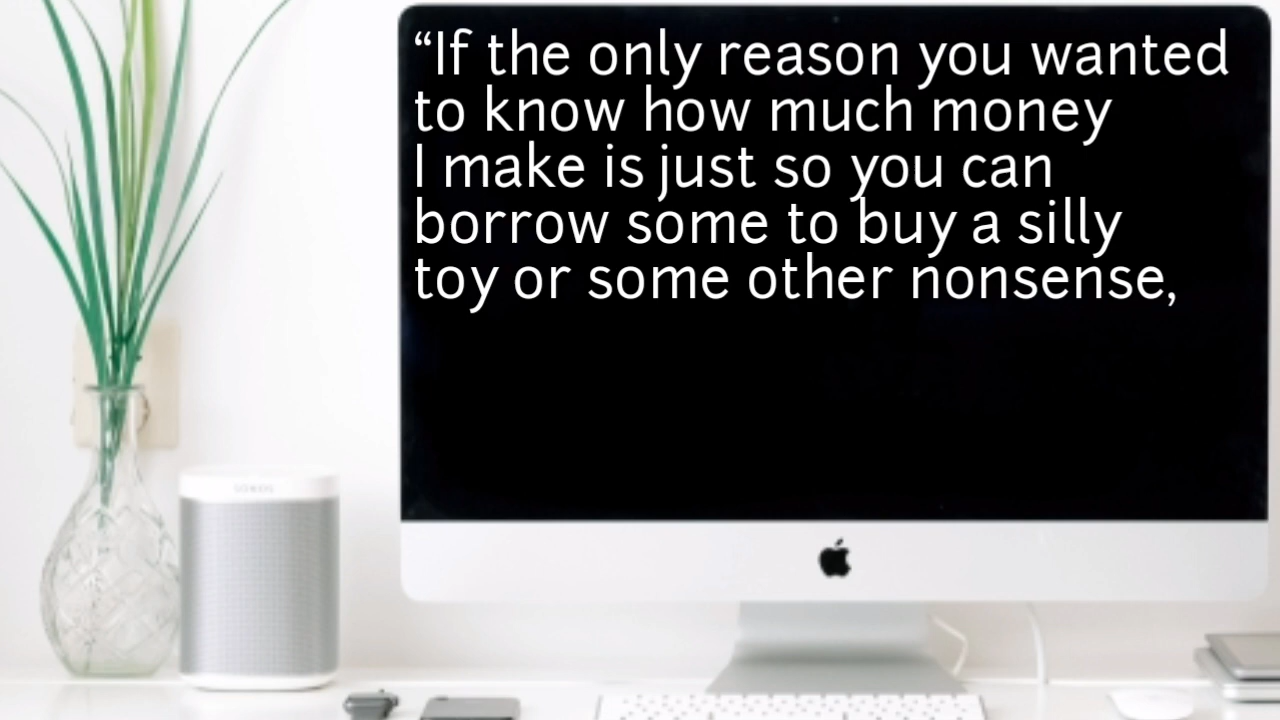 “If the only reason you wanted
to know how much money
I make is just so you can
borrow some to buy a silly
toy or some other nonsense,
SONOS